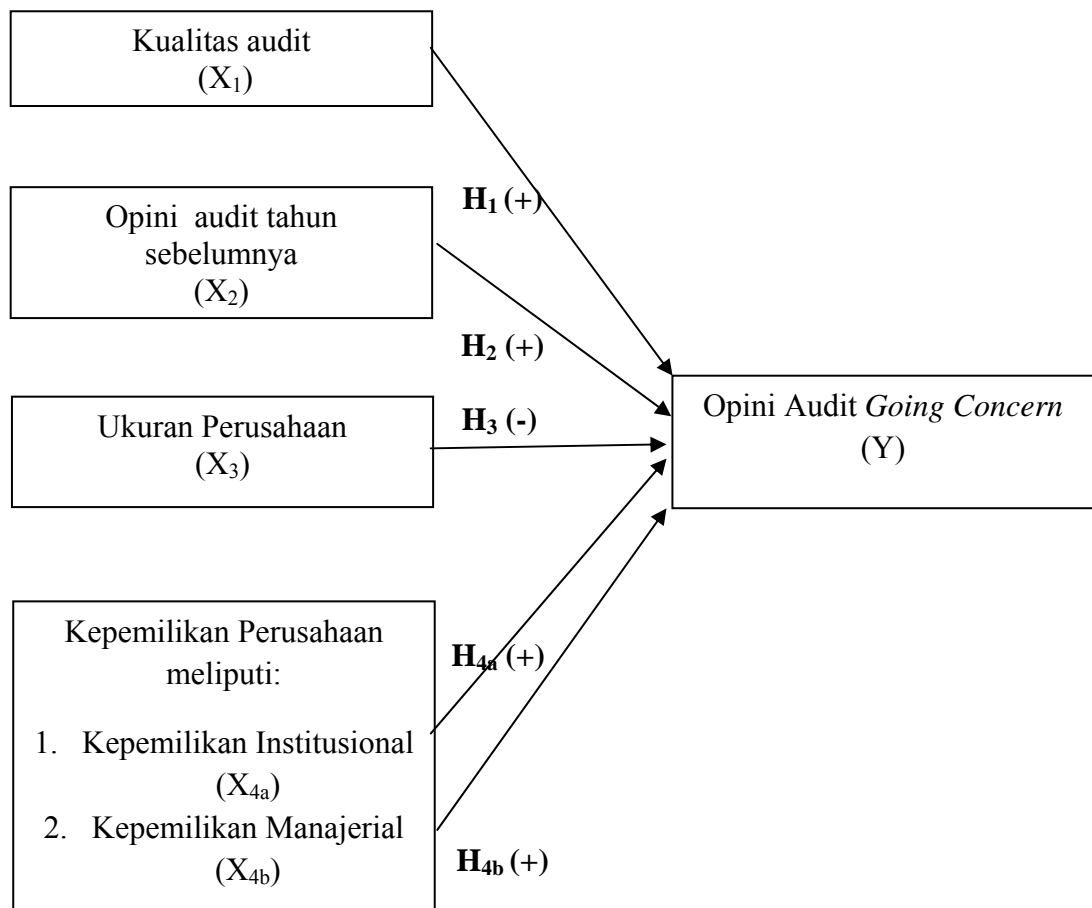 Kualitas audit
(X₁)
H₁ (+)
Opini audit tahun
sebelumnya
(X₂)
H₂ (+)
Ukuran Perusahaan
(X₃)
H₃ (-)
Opini Audit Going Concern
(Y)
Kepemilikan Perusahaan
meliputi:
1. Kepemilikan Institusional
(X₄ₐ)
2. Kepemilikan Manajerial
(X4b)
H₄ₐ (+)
H4b (+)